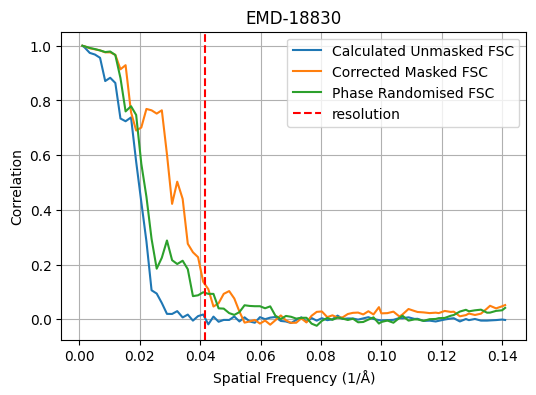 EMD-18830
Calculated Unmasked FSC
Corrected Masked FSC
Phase Randomised FSC
resolution
Correlation
1.0
0.8
0.6
0.4
0.2
0.0
0.00 0.02 0.04 0.06 0.08 0.10 0.12 0.14
Spatial Frequency (1/Å)